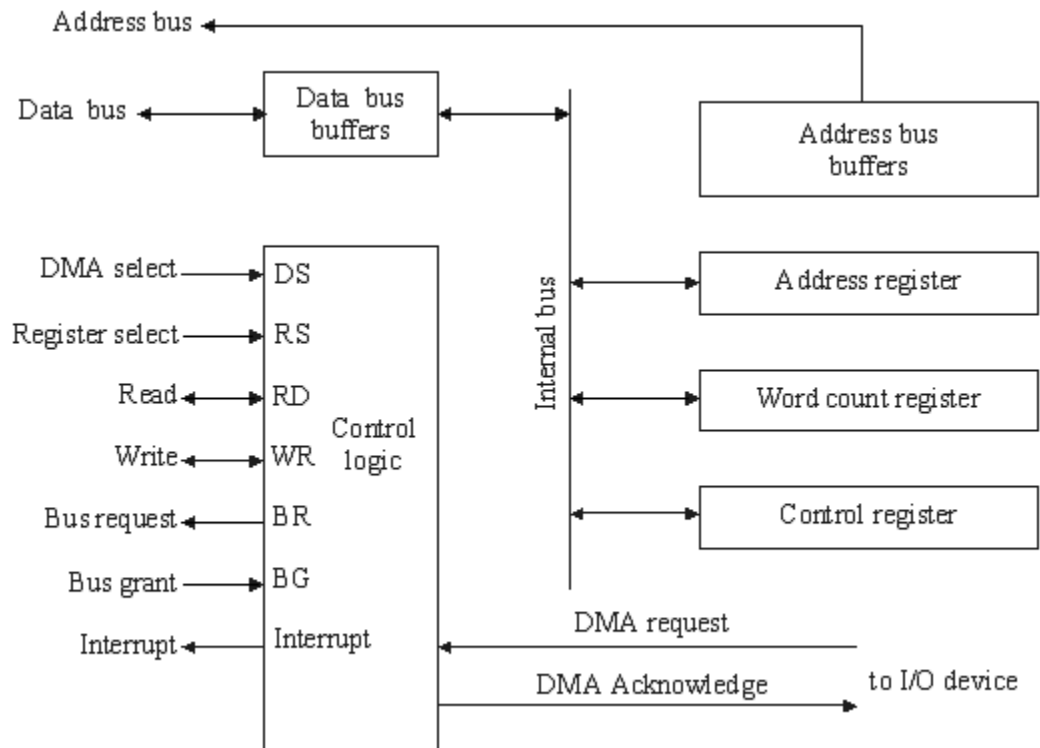 Address bus
Data bus
Data bus
buffers
Address bus
buffers
DMA select
DS
Address register
Register select
RS
Internal bus
Read
RD
Word count register
Control
logic
Write
WR
Bus request
BR
Control register
Bus grant
BG
DMA request
Interrupt
Interrupt
DMA Acknowledge
to I/O device